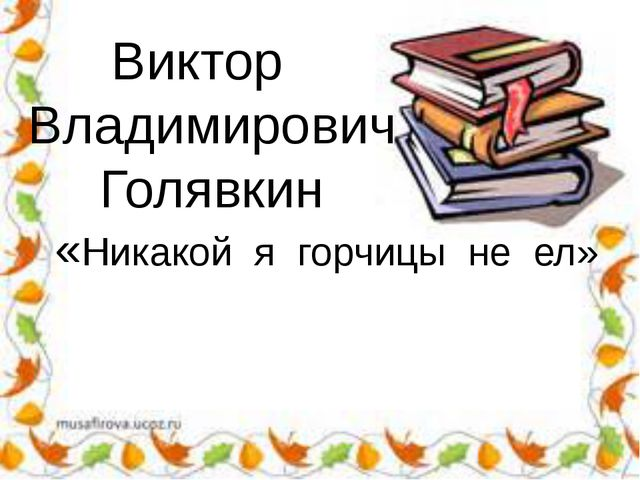 Виктор
Владимирович
Голявкин
«Никакой я горчицы не ел»
musafirova.ucoz.ru